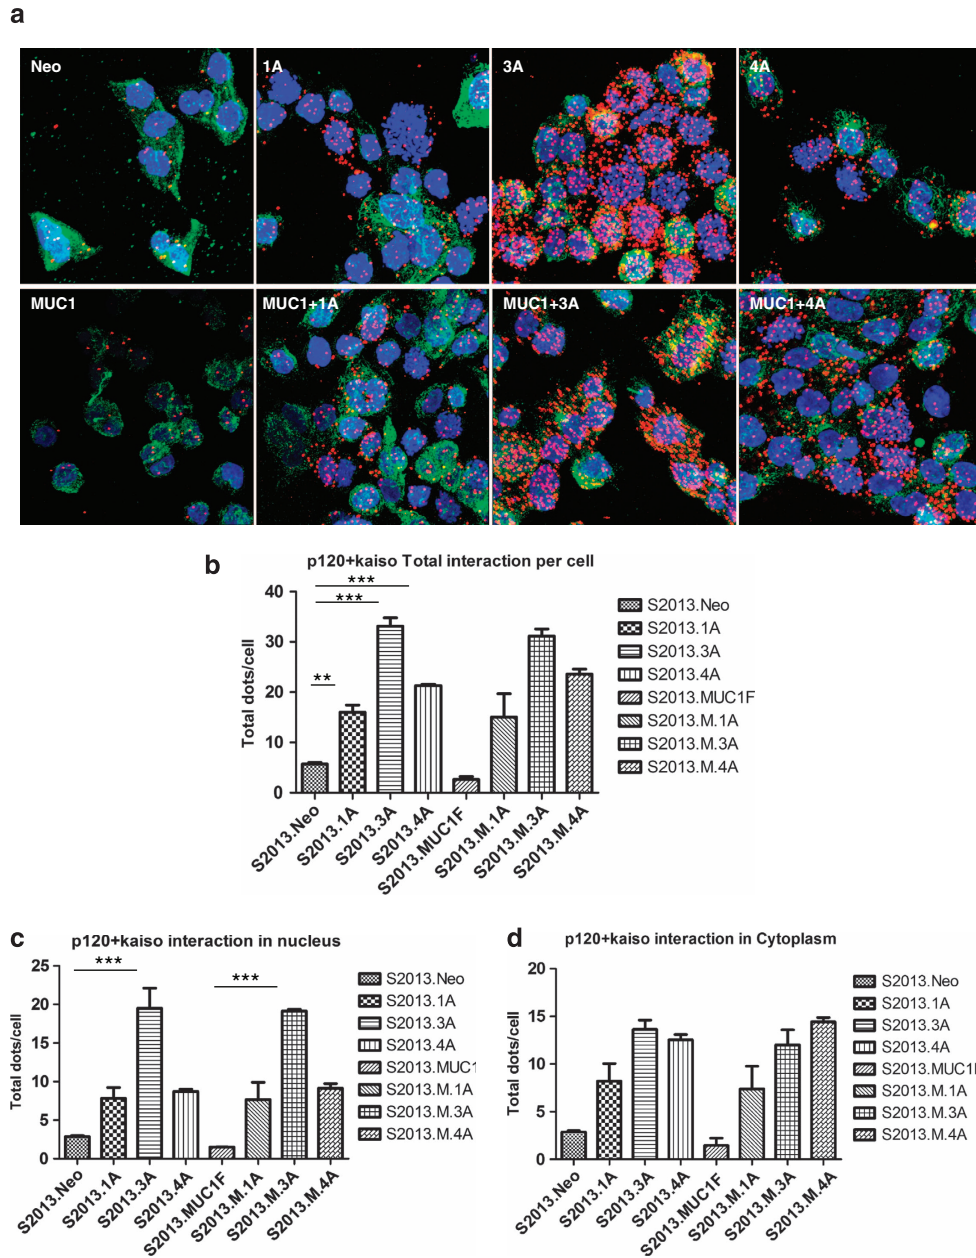 a
Neo
1A
3A
4A
MUC1
MUC1+1A
MUC1+3A
MUC1+4A
b
p120+kaiso Total interaction per cell
Total dots/cell
40
30
20
10
0
***
***
**
S2013.Neo
S2013.1A
S2013.3A
S2013.4A
S2013.MUC1F
S2013.M.1A
S2013.M.3A
S2013.M.4A
S2013.Neo
S2013.1A
S2013.3A
S2013.4A
S2013.MUC1F
S2013.M.1A
S2013.M.3A
S2013.M.4A
c
p120+kaiso interaction in nucleus
Total dots/cell
25
20
15
10
5
0
***
***
S2013.Neo
S2013.1A
S2013.3A
S2013.4A
S2013.MUC1F
S2013.M.1A
S2013.M.3A
S2013.M.4A
S2013.Neo
S2013.1A
S2013.3A
S2013.4A
S2013.MUC1
S2013.M.1A
S2013.M.3A
S2013.M.4A
d
p120+kaiso interaction in Cytoplasm
Total dots/cell
20
15
10
5
0
S2013.Neo
S2013.1A
S2013.3A
S2013.4A
S2013.MUC1F
S2013.M.1A
S2013.M.3A
S2013.M.4A
S2013.Neo
S2013.1A
S2013.3A
S2013.4A
S2013.MUC1F
S2013.M.1A
S2013.M.3A
S2013.M.4A